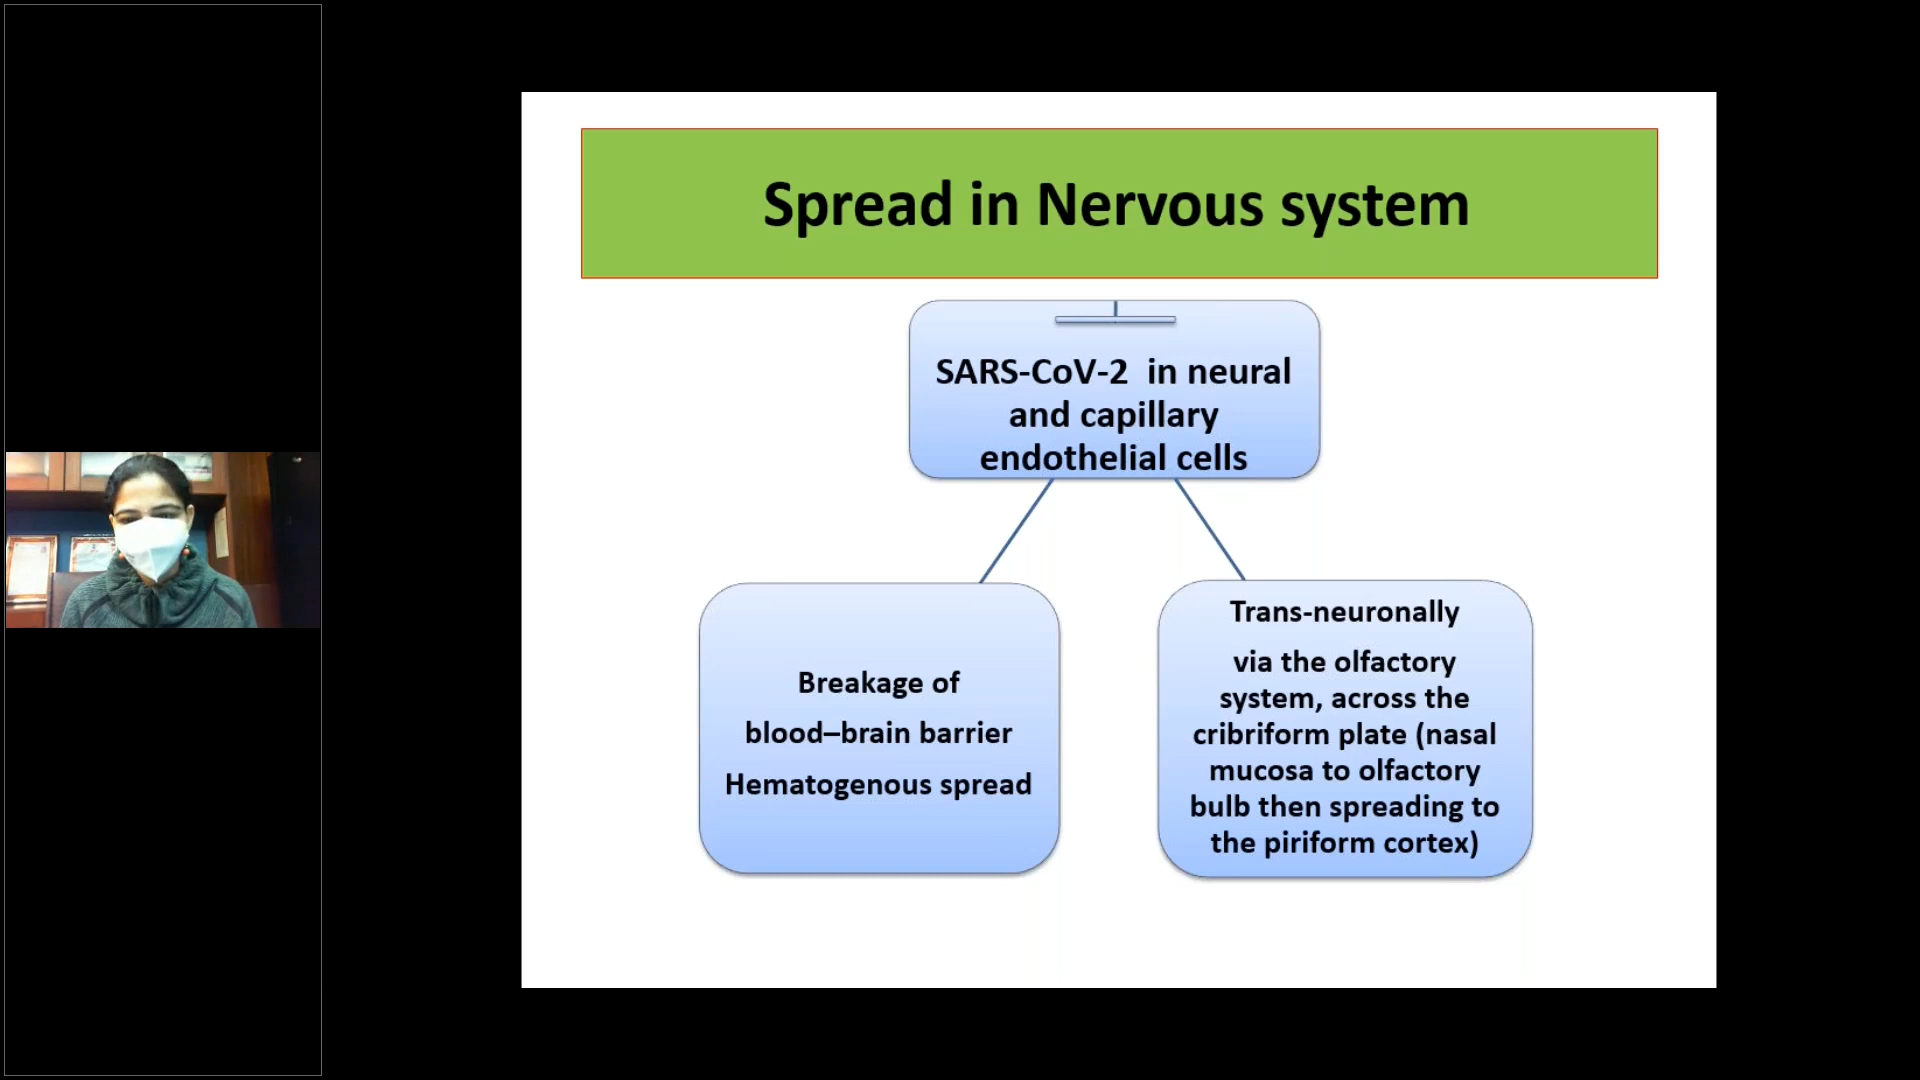 Spread in Nervous system
SARS-CoV-2  in neural
and capillary
endothelial cells
Breakage of
blood–brain barrier
Hematogenous spread
Trans-neuronally
via the olfactory
system, across the
cribriform plate (nasal
mucosa to olfactory
bulb then spreading to
the piriform cortex)